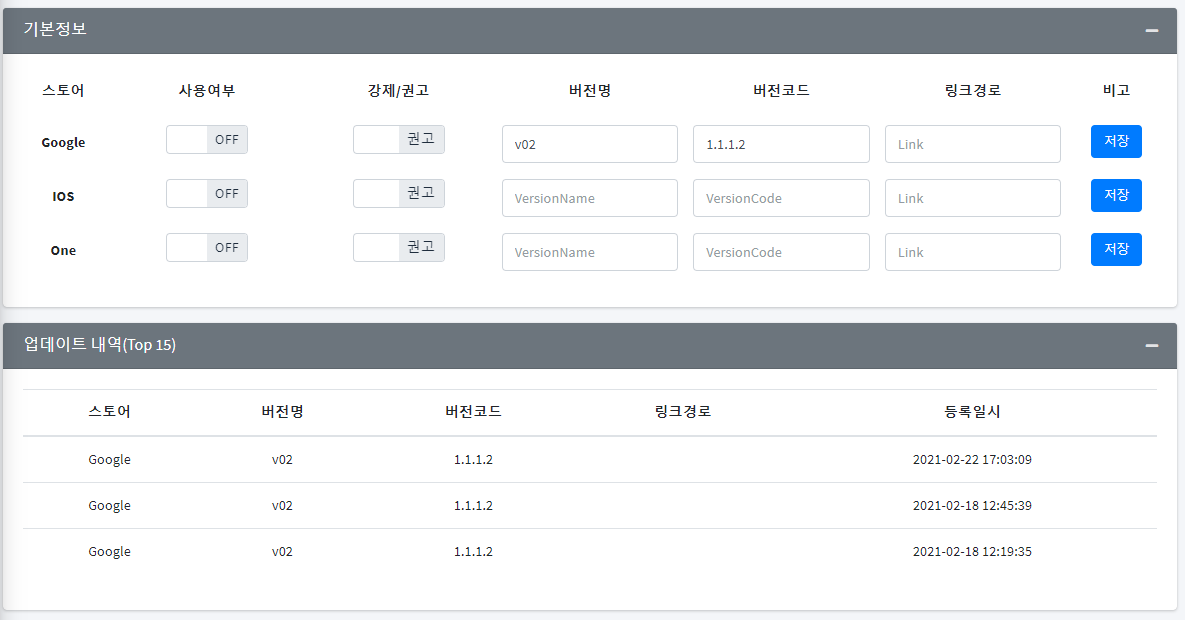 기본정보
스토어 사용여부 강제/권고 버전명 버전코드 링크경로 비고
Google OFF 권고 v02 1.1.1.2 Link 저장
IOS OFF 권고 VersionName VersionCode Link 저장
One OFF 권고 VersionName VersionCode Link 저장
업데이트 내역(Top 15)
스토어 버전명 버전코드 링크경로 등록일시
Google v02 1.1.1.2 2021-02-22 17:03:09
Google v02 1.1.1.2 2021-02-18 12:45:39
Google v02 1.1.1.2 2021-02-18 12:19:35